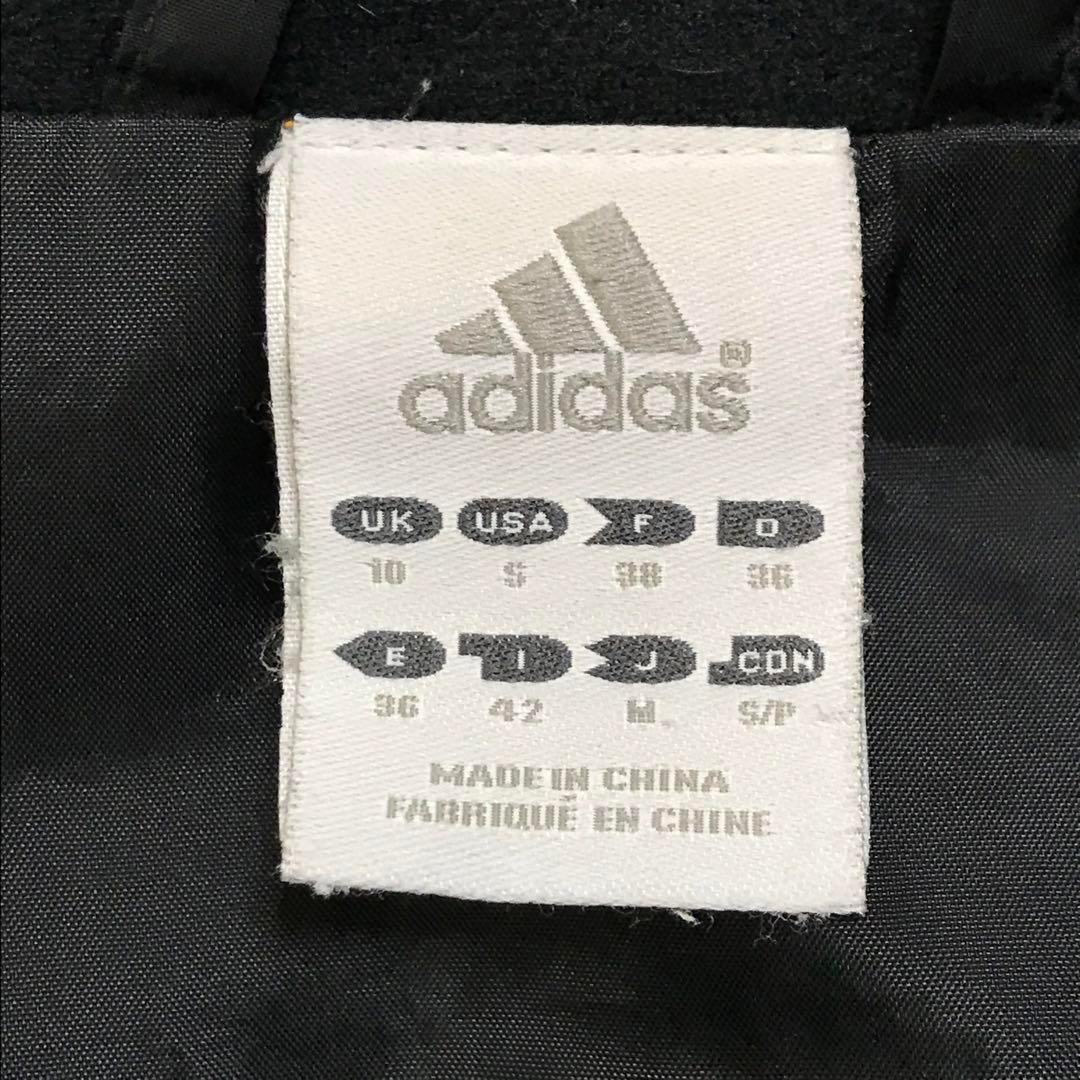 adidas®
UK USA F D
10 S 38 36
E I J CDN
36 42 M S/P
MADE IN CHINA
FABRIQUÉ EN CHINE